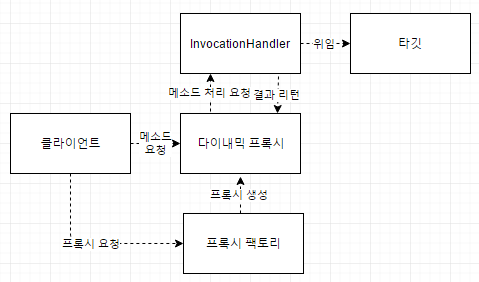 InvocationHandler
위임
타깃
메소드 처리 요청
결과 리턴
클라이언트
메소드
요청
다이내믹 프록시
프록시 생성
프록시 요청
프록시 팩토리